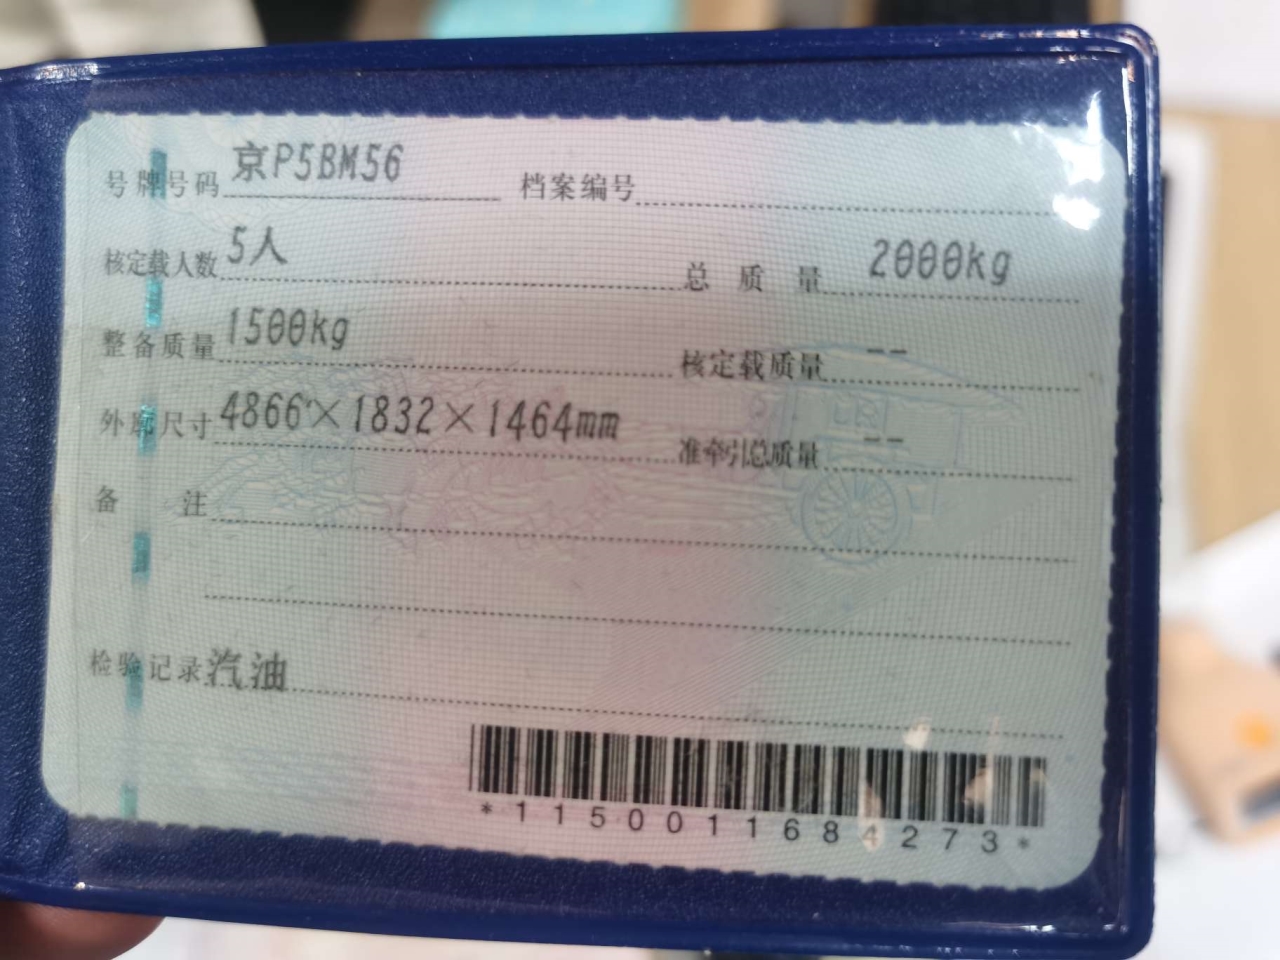 号牌号码 京P5BM56 档案编号
核定载人数 5人 总质量 2000kg
整备质量 1500kg 核定载质量 --
外廓尺寸 4866×1832×1464mm 准牵引总质量 --
备注
检验记录 汽油
*1150011684273*